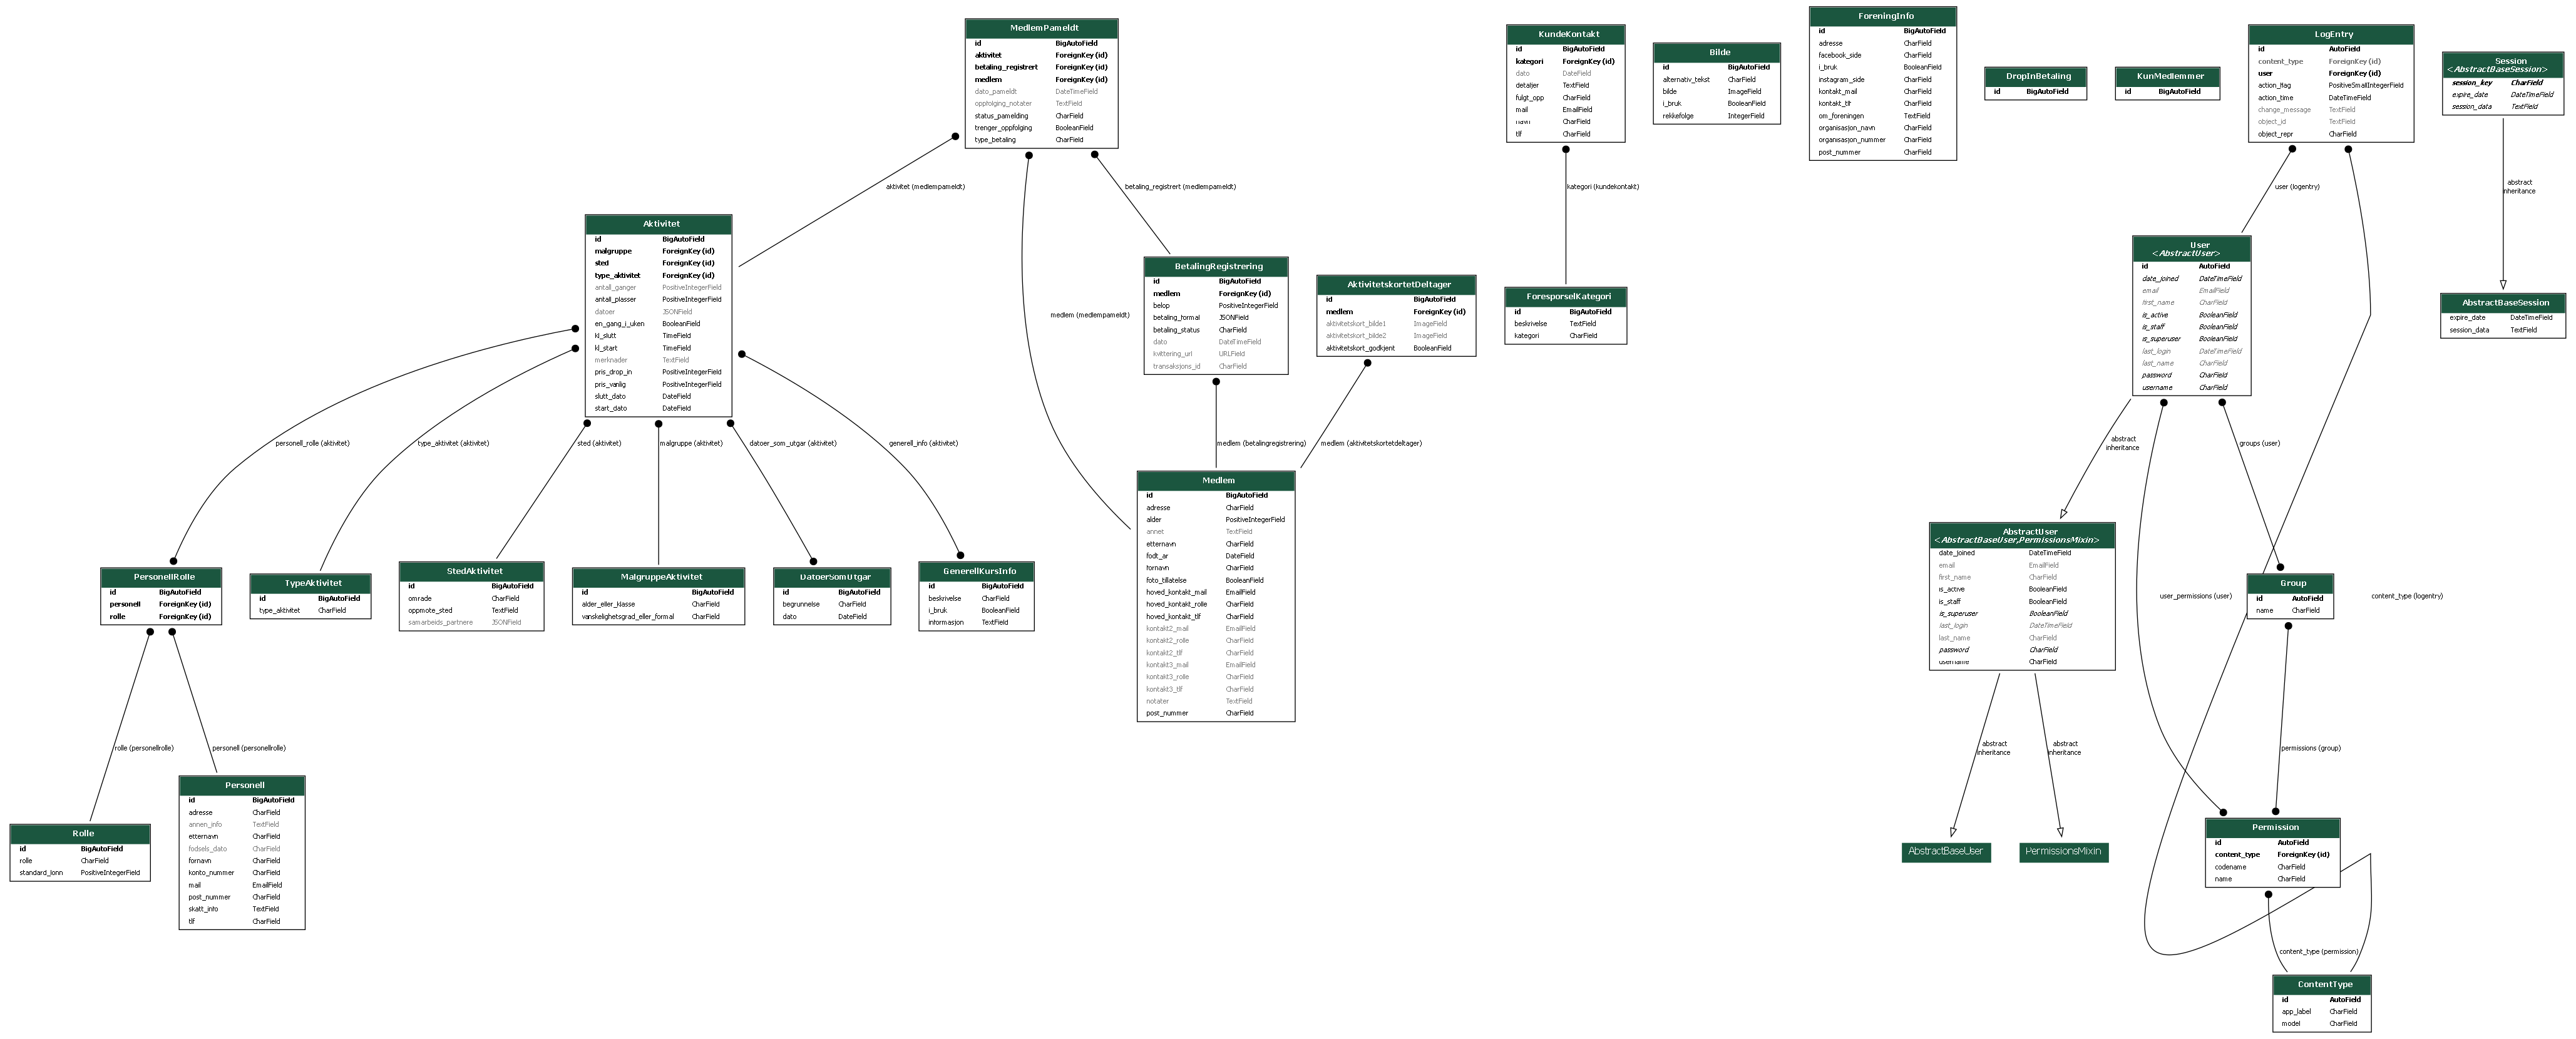 MedlemPameldt
id BigAutoField
aktivitet ForeignKey (id)
betaling_registrert ForeignKey (id)
medlem ForeignKey (id)
dato_pameldt DateTimeField
oppfolging_notater TextField
status_pamelding CharField
trenger_oppfolging BooleanField
type_betaling CharField
aktivitet (medlempameldt)
betaling_registrert (medlempameldt)
medlem (medlempameldt)
Aktivitet
id BigAutoField
malgruppe ForeignKey (id)
sted ForeignKey (id)
type_aktivitet ForeignKey (id)
antall_ganger PositiveIntegerField
antall_plasser PositiveIntegerField
datoer JSONField
en_gang_i_uken BooleanField
kl_slutt TimeField
kl_start TimeField
merknader TextField
pris_drop_in PositiveIntegerField
pris_vanlig PositiveIntegerField
slutt_dato DateField
start_dato DateField
personell_rolle (aktivitet)
type_aktivitet (aktivitet)
sted (aktivitet)
malgruppe (aktivitet)
datoer_som_utgar (aktivitet)
generell_info (aktivitet)
PersonellRolle
id BigAutoField
personell ForeignKey (id)
rolle ForeignKey (id)
TypeAktivitet
id BigAutoField
type_aktivitet CharField
StedAktivitet
id BigAutoField
omrade CharField
oppmote_sted TextField
samarbeids_partnere JSONField
MalgruppeAktivitet
id BigAutoField
alder_eller_klasse CharField
vanskelighetsgrad_eller_formal CharField
DatoerSomUtgar
id BigAutoField
begrunnelse CharField
dato DateField
GenerellKursInfo
id BigAutoField
beskrivelse CharField
i_bruk BooleanField
informasjon TextField
rolle (personellrolle)
personell (personellrolle)
Rolle
id BigAutoField
rolle CharField
standard_lonn PositiveIntegerField
Personell
id BigAutoField
adresse CharField
annen_info TextField
etternavn CharField
fodsels_dato CharField
fornavn CharField
konto_nummer CharField
mail EmailField
post_nummer CharField
skatt_info TextField
tlf CharField
BetalingRegistrering
id BigAutoField
medlem ForeignKey (id)
belop PositiveIntegerField
betaling_formal JSONField
betaling_status CharField
dato DateTimeField
kvittering_url URLField
transaksjons_id CharField
AktivitetskortetDeltager
id BigAutoField
medlem ForeignKey (id)
aktivitetskort_bilde1 ImageField
aktivitetskort_bilde2 ImageField
aktivitetskort_godkjent BooleanField
medlem (betalingregistrering)
medlem (aktivitetskortetdeltager)
Medlem
id BigAutoField
adresse CharField
alder PositiveIntegerField
annet TextField
etternavn CharField
fodt_ar DateField
fornavn CharField
foto_tillatelse BooleanField
hoved_kontakt_mail EmailField
hoved_kontakt_rolle CharField
hoved_kontakt_tlf CharField
kontakt2_mail EmailField
kontakt2_rolle CharField
kontakt2_tlf CharField
kontakt3_mail EmailField
kontakt3_rolle CharField
kontakt3_tlf CharField
notater TextField
post_nummer CharField
KundeKontakt
id BigAutoField
kategori ForeignKey (id)
dato DateField
detaljer TextField
fulgt_opp CharField
mail EmailField
navn CharField
tlf CharField
kategori (kundekontakt)
ForesporselKategori
id BigAutoField
beskrivelse TextField
kategori CharField
Bilde
id BigAutoField
alternativ_tekst CharField
bilde ImageField
i_bruk BooleanField
rekkefolge IntegerField
ForeningInfo
id BigAutoField
adresse CharField
facebook_side CharField
i_bruk BooleanField
instagram_side CharField
kontakt_mail CharField
kontakt_tlf CharField
om_foreningen TextField
organisasjon_navn CharField
organisasjon_nummer CharField
post_nummer CharField
DropInBetaling
id BigAutoField
KunMedlemmer
id BigAutoField
LogEntry
id AutoField
content_type ForeignKey (id)
user ForeignKey (id)
action_flag PositiveSmallIntegerField
action_time DateTimeField
change_message TextField
object_id TextField
object_repr CharField
user (logentry)
content_type (logentry)
Session
<AbstractBaseSession>
session_key CharField
expire_date DateTimeField
session_data TextField
abstract
inheritance
AbstractBaseSession
expire_date DateTimeField
session_data TextField
User
<AbstractUser>
id AutoField
date_joined DateTimeField
email EmailField
first_name CharField
is_active BooleanField
is_staff BooleanField
is_superuser BooleanField
last_login DateTimeField
last_name CharField
password CharField
username CharField
abstract
inheritance
groups (user)
user_permissions (user)
AbstractUser
<AbstractBaseUser,PermissionsMixin>
date_joined DateTimeField
email EmailField
first_name CharField
is_active BooleanField
is_staff BooleanField
is_superuser BooleanField
last_login DateTimeField
last_name CharField
password CharField
username CharField
abstract
inheritance
abstract
inheritance
AbstractBaseUser
PermissionsMixin
Group
id AutoField
name CharField
permissions (group)
Permission
id AutoField
content_type ForeignKey (id)
codename CharField
name CharField
content_type (permission)
ContentType
id AutoField
app_label CharField
model CharField